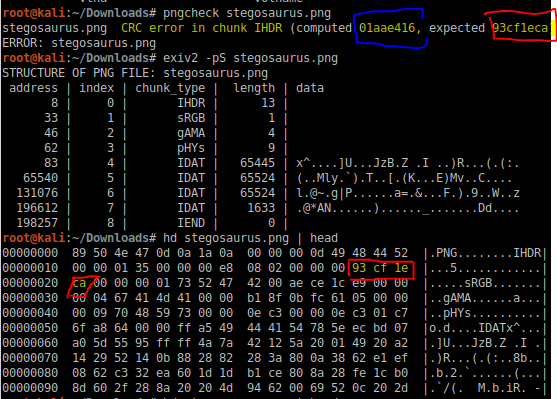 root@kali:~/Downloads# pngcheck stegosaurus.png
stegosaurus.png  CRC error in chunk IHDR (computed 01aae416, expected 93cf1eca)
ERROR: stegosaurus.png
root@kali:~/Downloads# exiv2 -pS stegosaurus.png
STRUCTURE OF PNG FILE: stegosaurus.png
 address | index | chunk_type |  length | data
       8 |     0 |       IHDR |      13 |
      33 |     1 |       sRGB |       1 |
      46 |     2 |       gAMA |       4 |
      62 |     3 |       pHYs |       9 |
      83 |     4 |       IDAT |   65445 | x^....]U...JzB.Z .I ..)R...(.(:.
   65540 |     5 |       IDAT |   65524 | (..Mly.`).T..[.(K...E)Mv..C....
  131076 |     6 |       IDAT |   65524 | l.@~.g|P......a=.&...F.).9..W..z
  196612 |     7 |       IDAT |    1633 | .@*AN......)......_.......Dd....
  198257 |     8 |       IEND |       0 |
root@kali:~/Downloads# hd stegosaurus.png | head
00000000  89 50 4e 47 0d 0a 1a 0a  00 00 00 0d 49 48 44 52  |.PNG........IHDR|
00000010  00 00 01 35 00 00 00 e8  08 02 00 00 00 93 cf 1e  |...5............|
00000020  ca 00 00 00 01 73 52 47  42 00 ae ce 1c 00 00  |.....sRGB.......|
00000030  00 04 67 41 4d 41 00 00  b1 8f 0b fc 61 05 00 00  |..gAMA......a...|
00000040  00 09 70 48 59 73 00 00  0e c3 00 00 0e c3 01 c7  |..pHYs..........|
00000050  6f a8 64 00 00 ff a5 49  44 41 54 78 5e ec bd 07  |o.d....IDATx^...|
00000060  a0 5d 55 95 ff ff 4a 7a  42 12 5a 20 01 49 20 a2  |.]U...JzB.Z .I .|
00000070  14 29 52 14 0b 88 28 82  28 3a 80 0a 38 62 e1 ef  |.)R...(.(:..8b..|
00000080  08 62 c3 32 ea 60 1d 1d  b1 ce 80 8a 28 fe 1c b0  |.b.2.`......(...|
00000090  8d 60 2f 28 8a 20 20 4d  94 62 00 69 52 0c 20 2d  |.`/(.  M.b.iR. -|